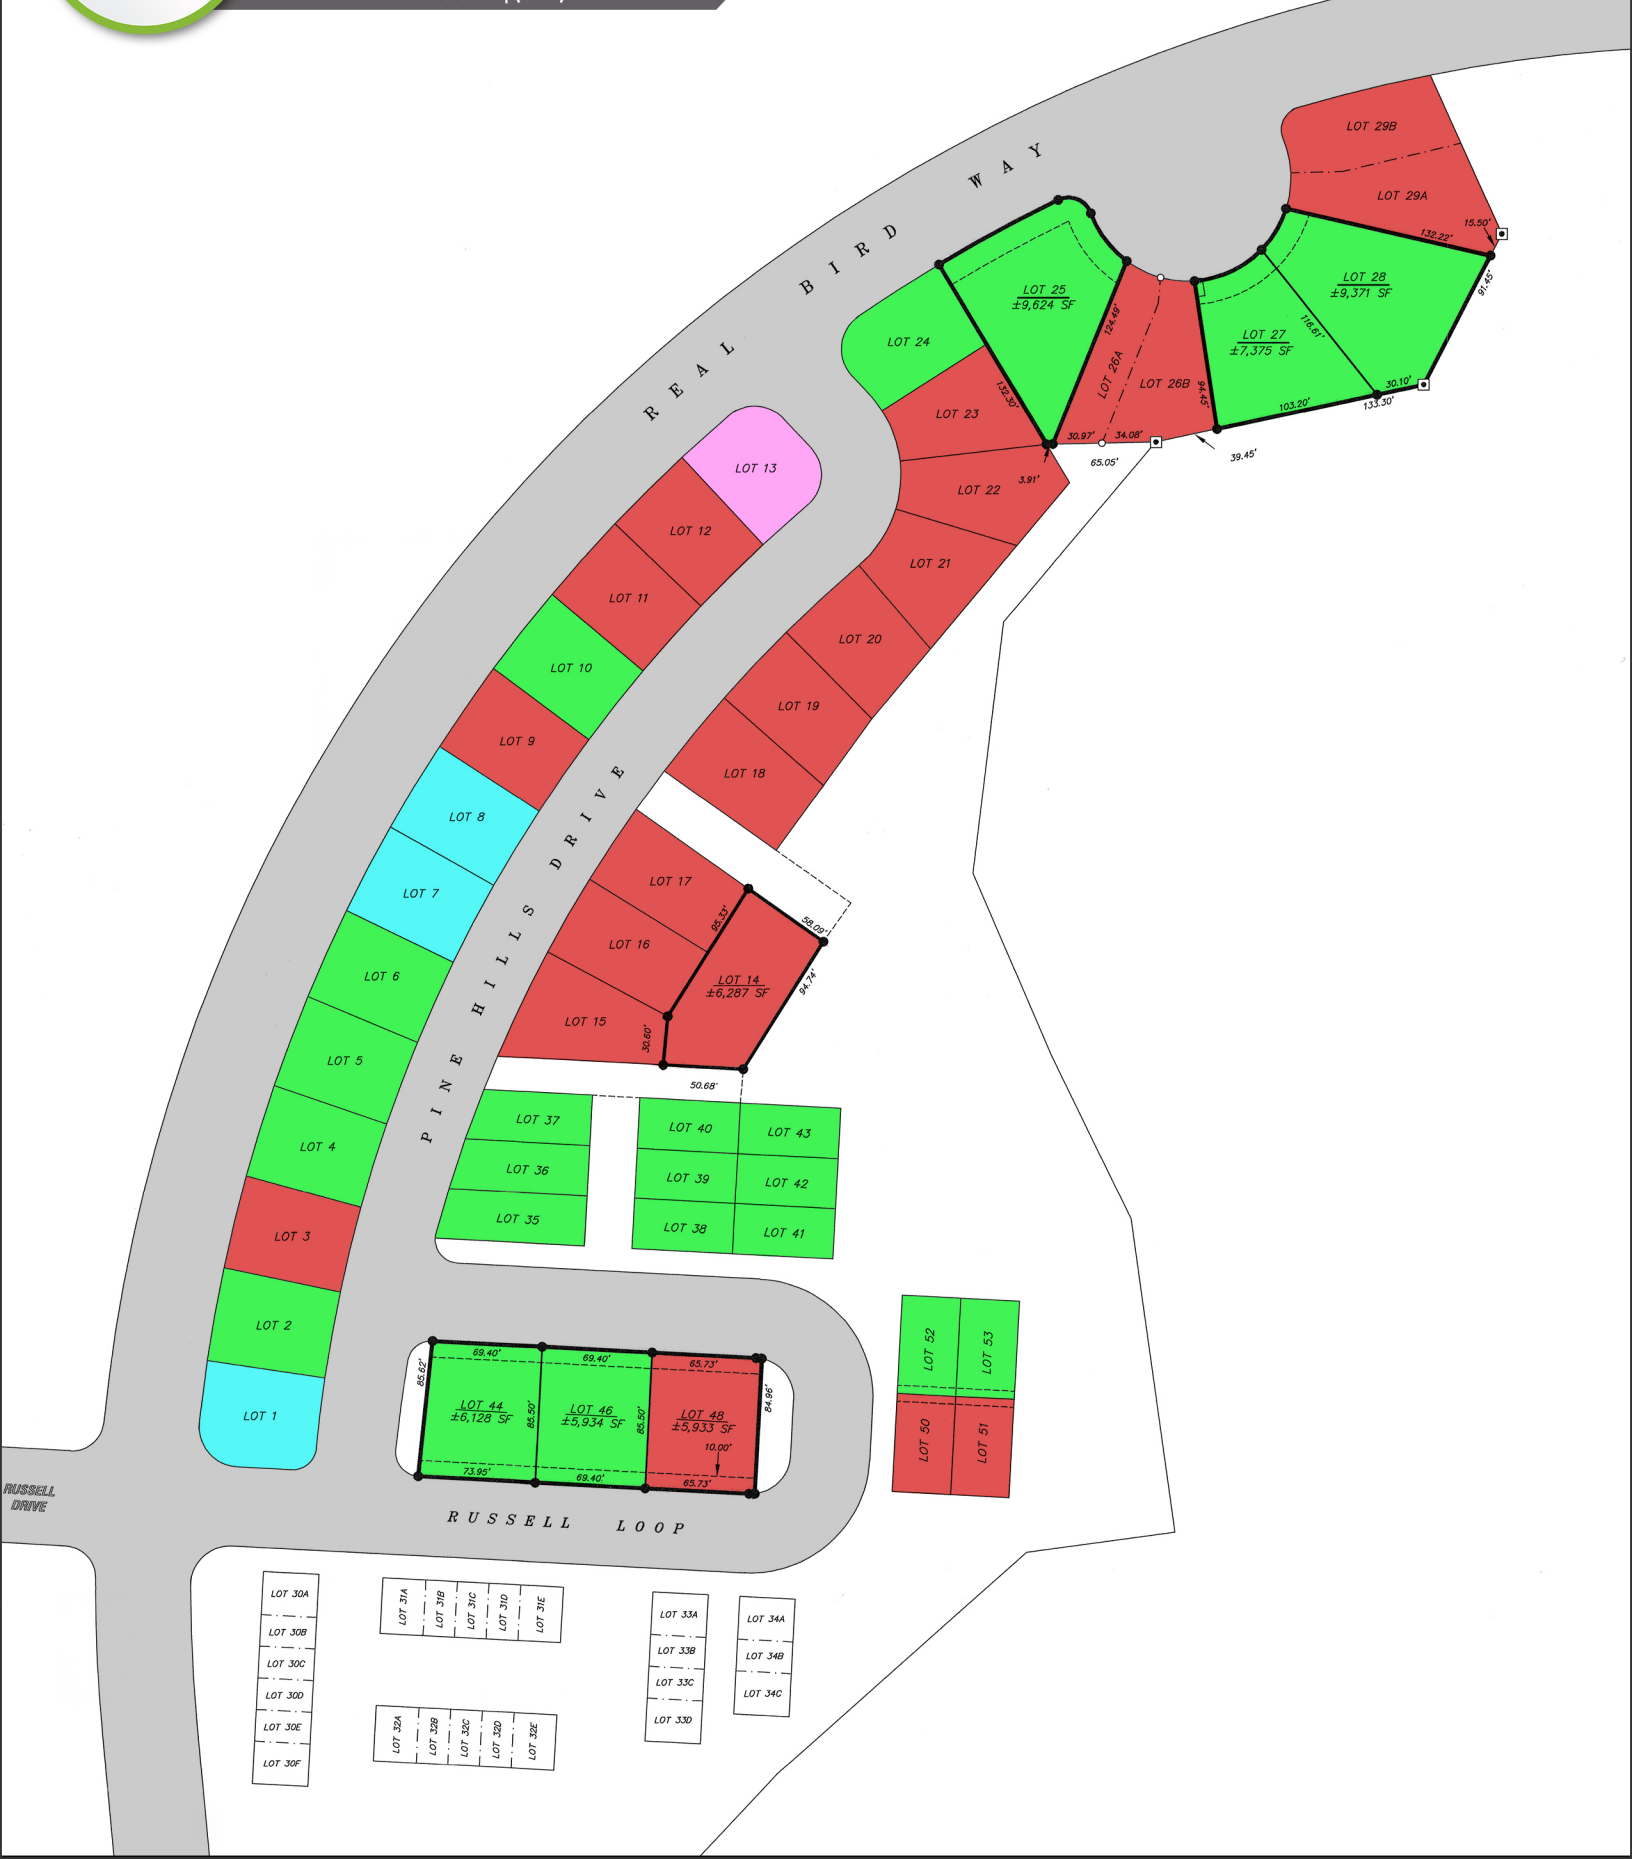 LOT 29B
LOT 29A
15.50'
132.22'
REAL BIRD WAY
LOT 25
±9,624 SF
LOT 28
±9,371 SF
91.45'
LOT 24
124.49'
116.61'
LOT 27
±7,375 SF
LOT 26A
LOT 26B
94.45'
132.30'
30.10'
103.20'
133.30'
LOT 23
30.97'
34.08'
65.05'
39.45'
3.91'
LOT 13
LOT 22
LOT 12
LOT 21
LOT 11
LOT 20
LOT 10
LOT 19
LOT 9
LOT 18
PINE HILLS DRIVE
LOT 8
LOT 7
LOT 17
95.33'
58.09'
LOT 16
LOT 6
LOT 14
±6,287 SF
94.74'
LOT 15
30.60'
50.68'
LOT 5
LOT 4
LOT 37
LOT 40
LOT 43
LOT 36
LOT 39
LOT 42
LOT 35
LOT 38
LOT 41
LOT 3
LOT 2
LOT 52
LOT 53
69.40'
69.40'
65.73'
85.62'
84.96'
LOT 1
LOT 44
±6,128 SF
85.50'
LOT 46
±5,934 SF
85.50'
LOT 48
±5,933 SF
10.00'
LOT 50
LOT 51
73.95'
69.40'
65.73'
RUSSELL
DRIVE
RUSSELL LOOP
LOT 30A
LOT 30B
LOT 30C
LOT 30D
LOT 30E
LOT 30F
LOT 31A
LOT 31B
LOT 31C
LOT 31D
LOT 31E
LOT 32A
LOT 32B
LOT 32C
LOT 32D
LOT 32E
LOT 33A
LOT 33B
LOT 33C
LOT 33D
LOT 34A
LOT 34B
LOT 34C